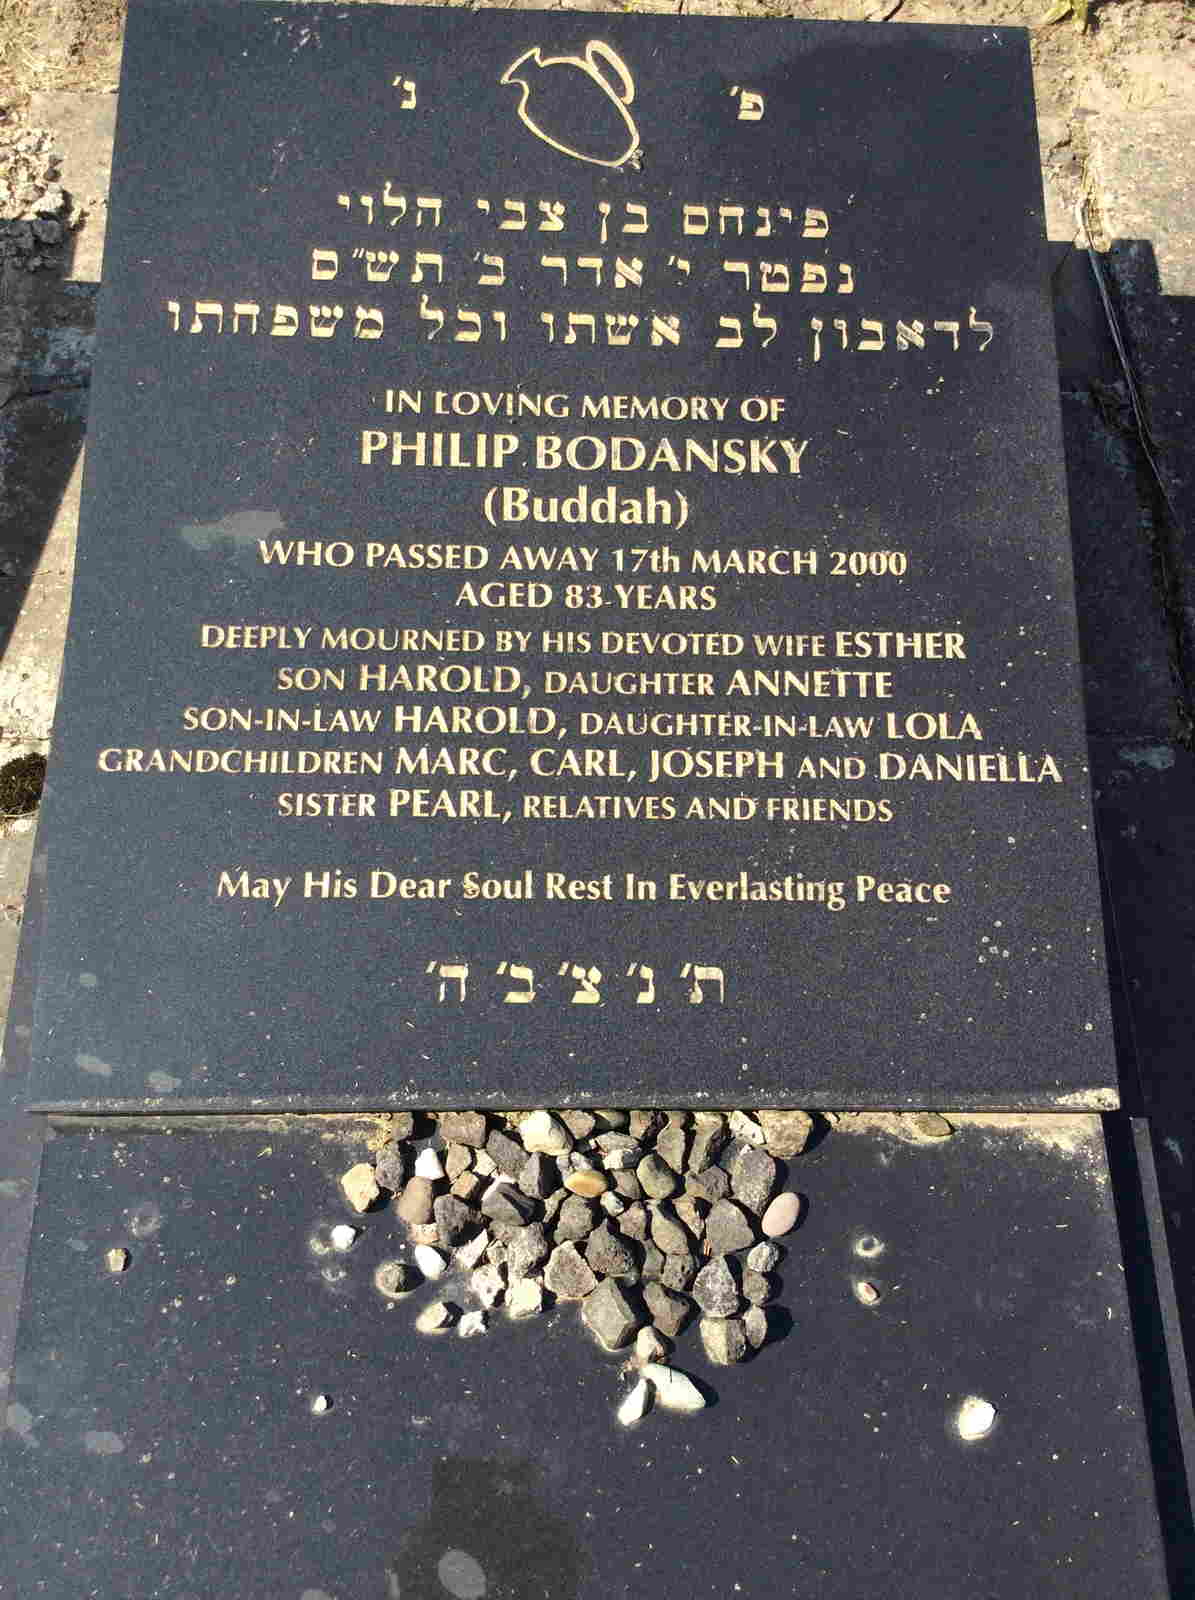 פ׳ נ׳
פינחם בן צבי הלוי
נפטר י׳ אדר ב׳ תש״ם
לדאבון לב אשתו וכל משפחתו
IN LOVING MEMORY OF
PHILIP BODANSKY
(Buddah)
WHO PASSED AWAY 17th MARCH 2000
AGED 83 YEARS
DEEPLY MOURNED BY HIS DEVOTED WIFE ESTHER
SON HAROLD, DAUGHTER ANNETTE
SON-IN-LAW HAROLD, DAUGHTER-IN-LAW LOLA
GRANDCHILDREN MARC, CARL, JOSEPH AND DANIELLA
SISTER PEARL, RELATIVES AND FRIENDS
May His Dear Soul Rest In Everlasting Peace
ת׳ נ׳ צ׳ ב׳ ה׳